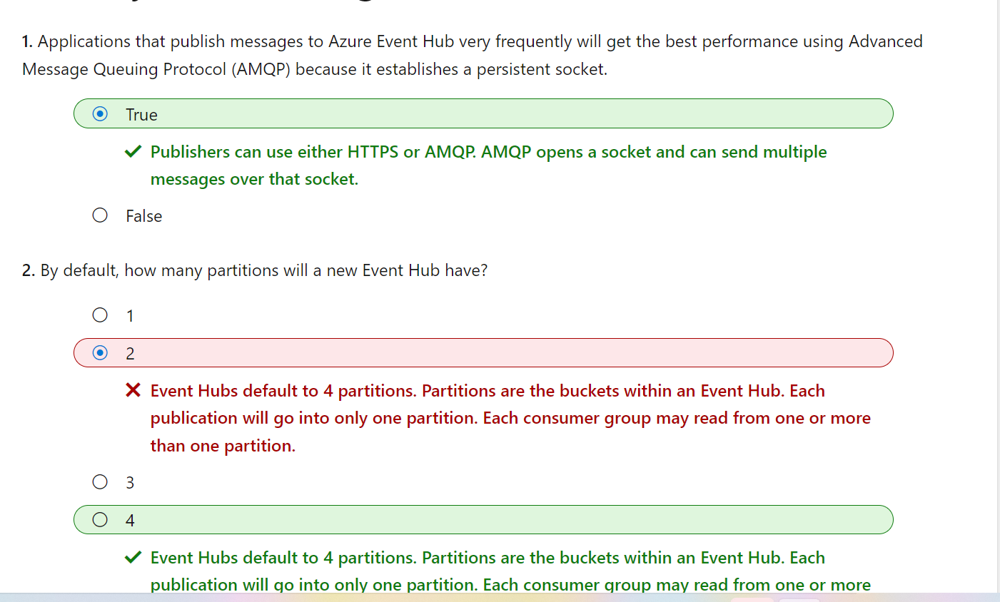 1. Applications that publish messages to Azure Event Hub very frequently will get the best performance using Advanced
Message Queuing Protocol (AMQP) because it establishes a persistent socket.
True
Publishers can use either HTTPS or AMQP. AMQP opens a socket and can send multiple
messages over that socket.
False
2. By default, how many partitions will a new Event Hub have?
1
2
Event Hubs default to 4 partitions. Partitions are the buckets within an Event Hub. Each
publication will go into only one partition. Each consumer group may read from one or more
than one partition.
3
4
Event Hubs default to 4 partitions. Partitions are the buckets within an Event Hub. Each
publication will go into only one partition. Each consumer group may read from one or more